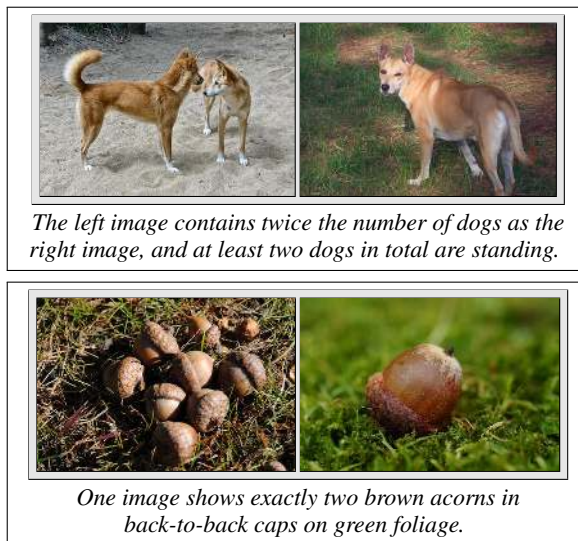 The left image contains twice the number of dogs as the
right image, and at least two dogs in total are standing.
One image shows exactly two brown acorns in
back-to-back caps on green foliage.